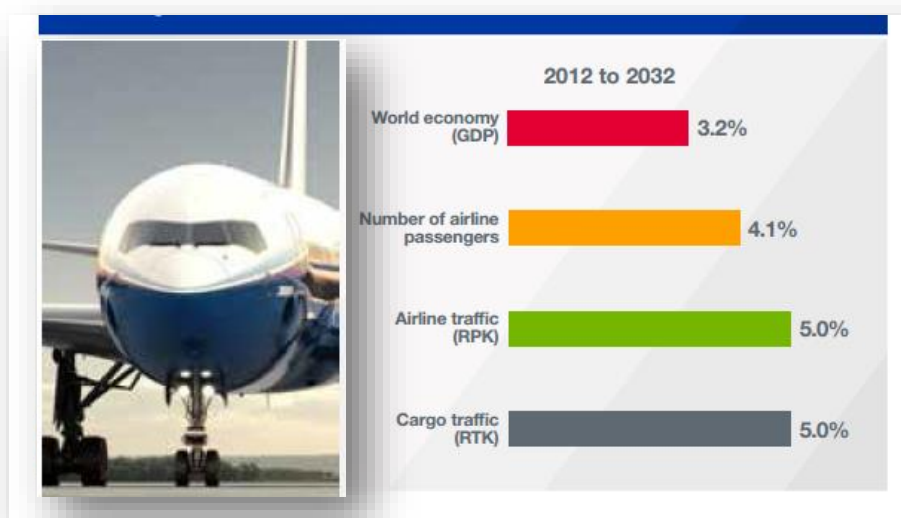 2012 to 2032
World economy
(GDP)
3.2%
Number of airline
passengers
4.1%
Airline traffic
(RPK)
5.0%
Cargo traffic
(RTK)
5.0%